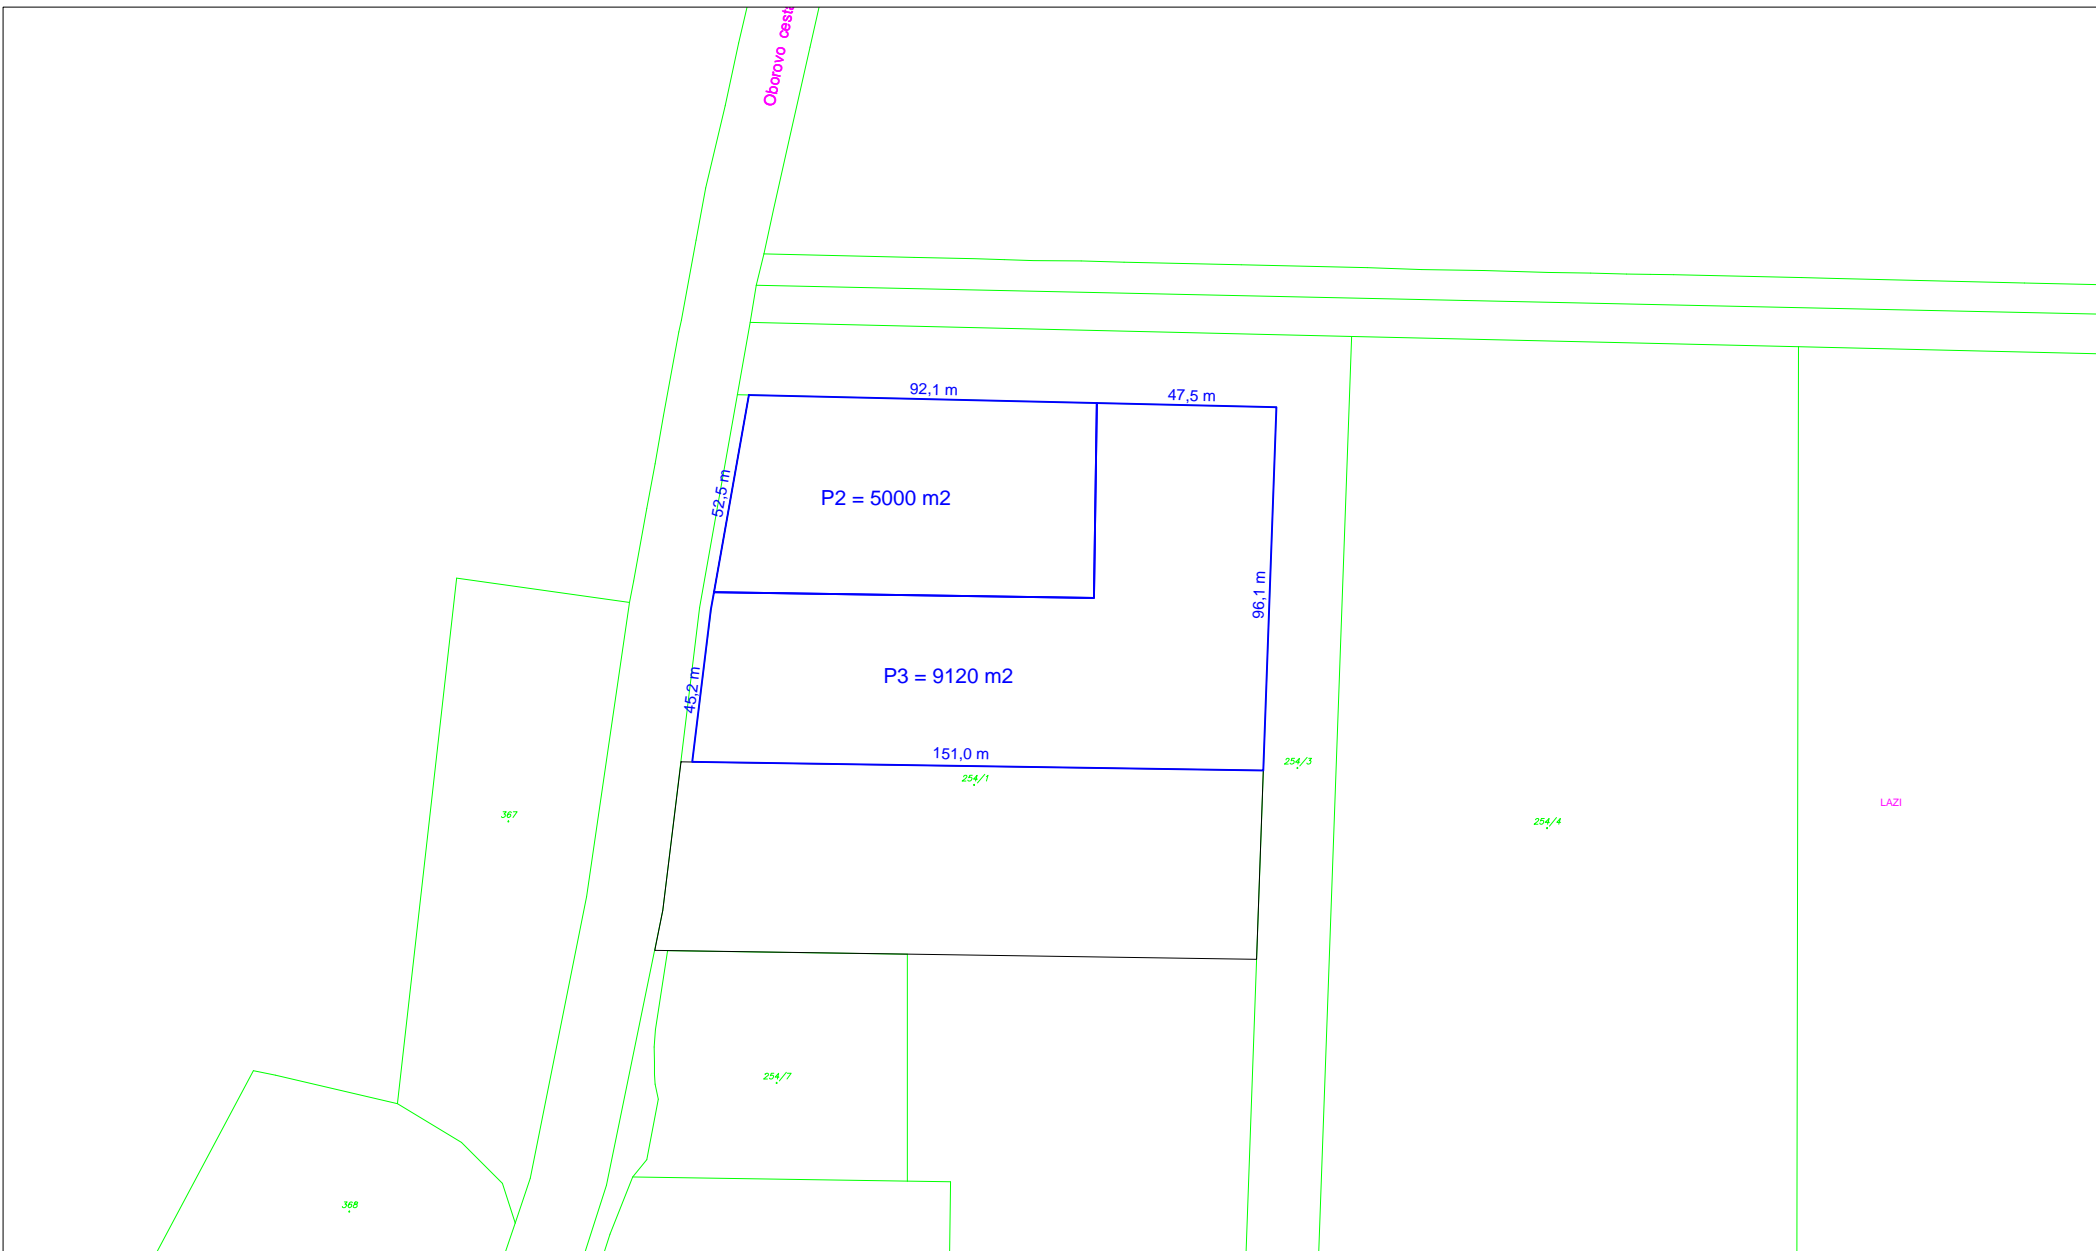 Oborovo cesta
92,1 m
47,5 m
52,5 m
P2 = 5000 m2
96,1 m
P3 = 9120 m2
45,2 m
151,0 m
254/1
254/3
LAZI
367
254/4
254/7
368